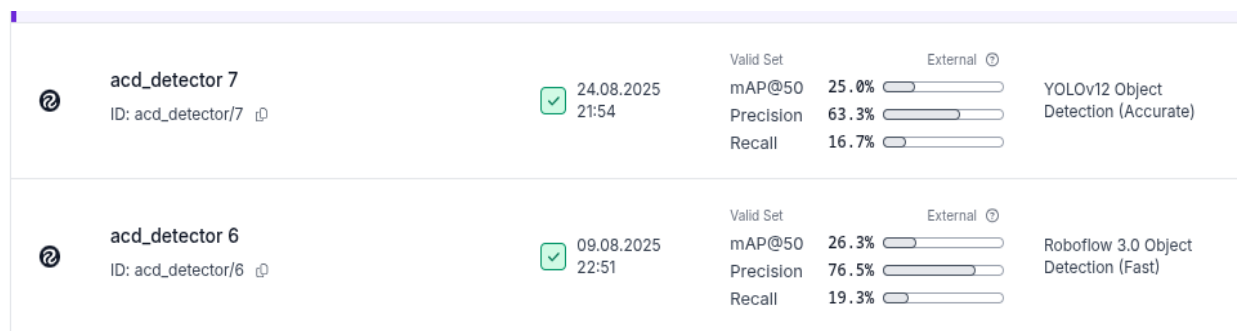 acd_detector 7
ID: acd_detector/7
24.08.2025
21:54
Valid Set External
mAP@50 25.0%
Precision 63.3%
Recall 16.7%
YOLOv12 Object
Detection (Accurate)
acd_detector 6
ID: acd_detector/6
09.08.2025
22:51
Valid Set External
mAP@50 26.3%
Precision 76.5%
Recall 19.3%
Roboflow 3.0 Object
Detection (Fast)